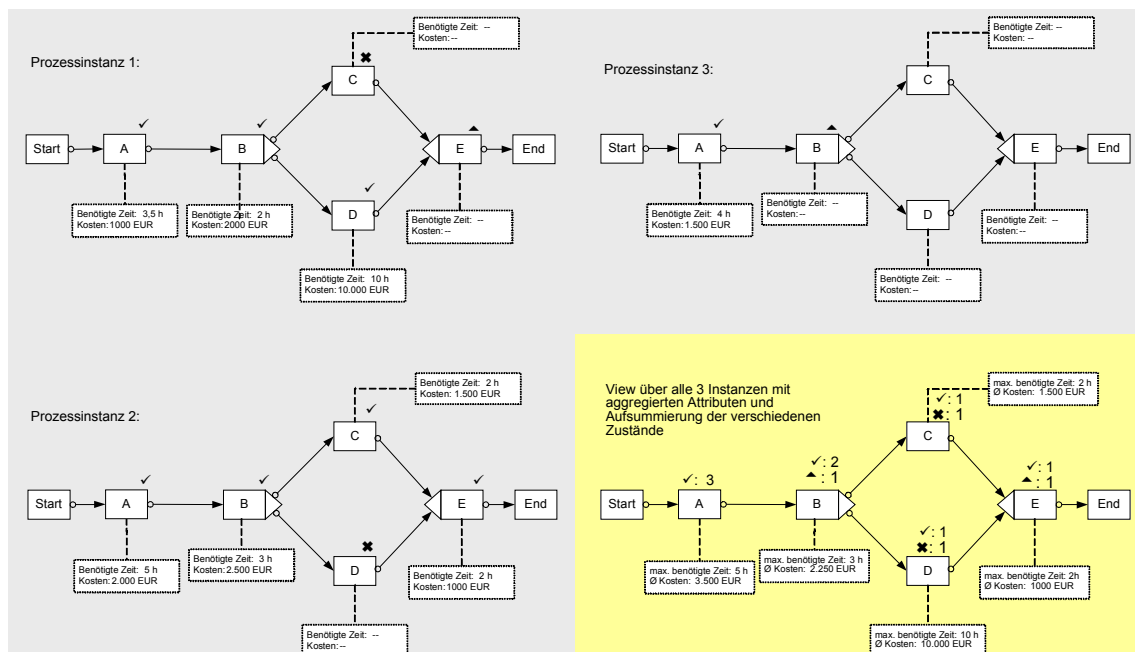 Prozessinstanz 1:
Benötigte Zeit: --
Kosten:--
✖
C
✓
✓
▲
Start
A
B
E
End
✓
D
Benötigte Zeit: 3,5 h
Kosten:1000 EUR
Benötigte Zeit: 2 h
Kosten:2000 EUR
Benötigte Zeit: --
Kosten:--
Benötigte Zeit: 10 h
Kosten:10.000 EUR
Prozessinstanz 3:
Benötigte Zeit: --
Kosten:--
C
✓
▲
Start
A
B
E
End
D
Benötigte Zeit: 4 h
Kosten:1.500 EUR
Benötigte Zeit: --
Kosten:--
Benötigte Zeit: --
Kosten:--
Benötigte Zeit: --
Kosten:--
Prozessinstanz 2:
Benötigte Zeit: 2 h
Kosten: 1.500 EUR
✓
C
✓
✓
✓
Start
A
B
E
End
✖
D
Benötigte Zeit: 5 h
Kosten: 2.000 EUR
Benötigte Zeit: 3 h
Kosten:2.500 EUR
Benötigte Zeit: 2 h
Kosten:1000 EUR
Benötigte Zeit: --
Kosten:--
View über alle 3 Instanzen mit
aggregierten Attributen und
Aufsummierung der verschiedenen
Zustände
max. benötigte Zeit: 2 h
Ø Kosten: 1.500 EUR
✓: 1
✖: 1
C
✓: 3
✓: 2
▲: 1
✓: 1
▲: 1
Start
A
B
E
End
✓: 1
✖: 1
D
max. benötigte Zeit: 5 h
Ø Kosten: 3.500 EUR
max. benötigte Zeit: 3 h
Ø Kosten: 2.250 EUR
max. benötigte Zeit: 2h
Ø Kosten: 1000 EUR
max. benötigte Zeit: 10 h
Ø Kosten: 10.000 EUR